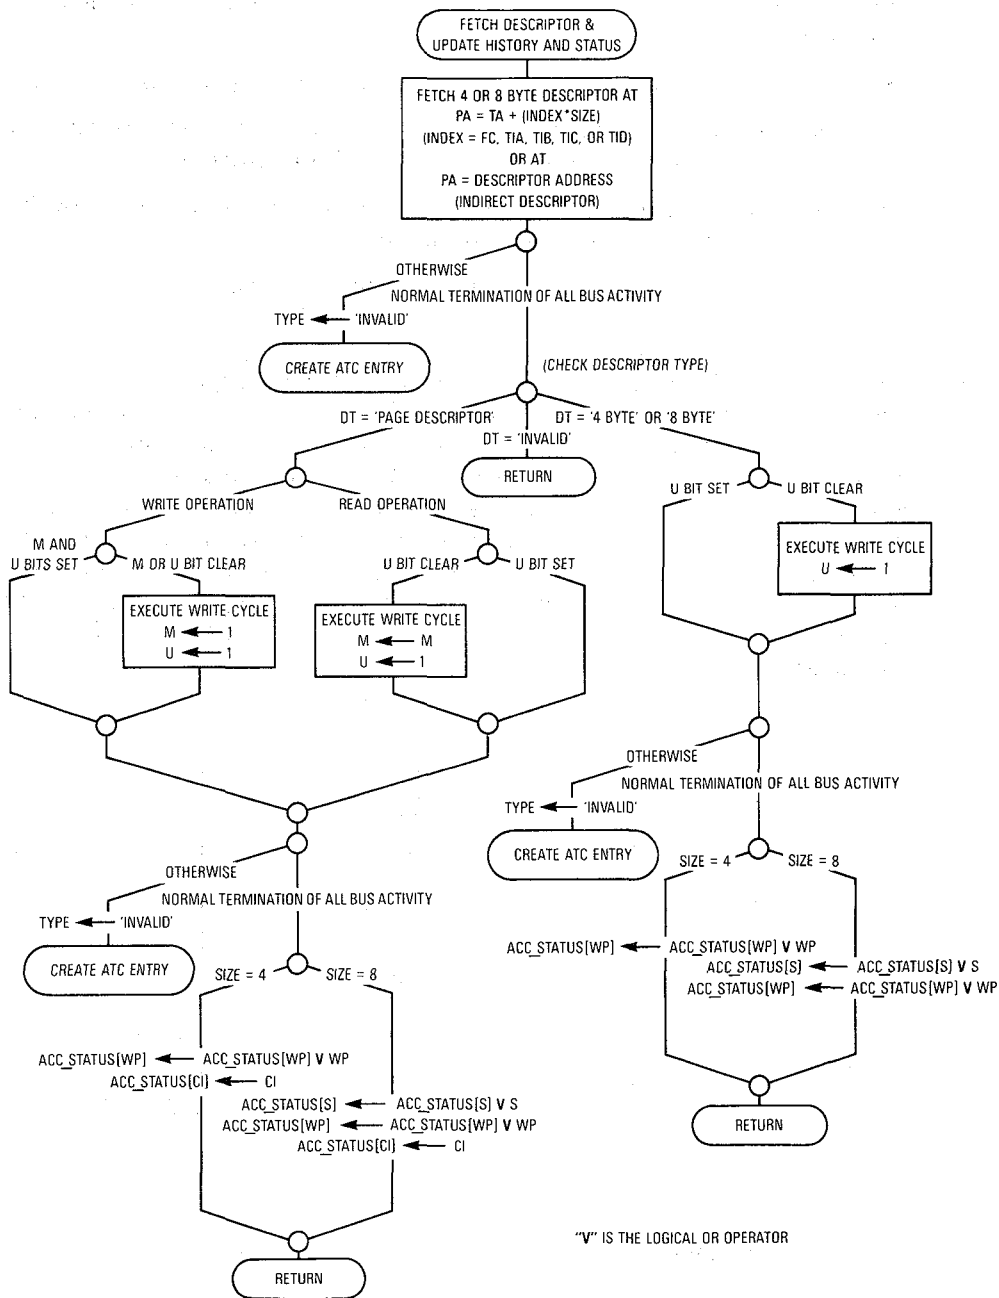 FETCH DESCRIPTOR &
UPDATE HISTORY AND STATUS
FETCH 4 OR 8 BYTE DESCRIPTOR AT
PA = TA + (INDEX*SIZE)
(INDEX = FC, TIA, TIB, TIC, OR TID)
OR AT
PA = DESCRIPTOR ADDRESS
(INDIRECT DESCRIPTOR)
OTHERWISE
NORMAL TERMINATION OF ALL BUS ACTIVITY
TYPE ← 'INVALID'
CREATE ATC ENTRY
(CHECK DESCRIPTOR TYPE)
DT = 'PAGE DESCRIPTOR'
DT = 'INVALID'
DT = '4 BYTE' OR '8 BYTE'
RETURN
WRITE OPERATION
READ OPERATION
M AND
U BITS SET
M OR U BIT CLEAR
EXECUTE WRITE CYCLE
M ← 1
U ← 1
U BIT CLEAR
U BIT SET
EXECUTE WRITE CYCLE
M ← M
U ← 1
U BIT SET
U BIT CLEAR
EXECUTE WRITE CYCLE
U ← 1
OTHERWISE
NORMAL TERMINATION OF ALL BUS ACTIVITY
TYPE ← 'INVALID'
CREATE ATC ENTRY
SIZE = 4
SIZE = 8
ACC_STATUS[WP] ← ACC_STATUS[WP] V WP
ACC_STATUS[S] ← ACC_STATUS[S] V S
ACC_STATUS[WP] ← ACC_STATUS[WP] V WP
RETURN
OTHERWISE
NORMAL TERMINATION OF ALL BUS ACTIVITY
TYPE ← 'INVALID'
CREATE ATC ENTRY
SIZE = 4
SIZE = 8
ACC_STATUS[WP] ← ACC_STATUS[WP] V WP
ACC_STATUS[CI] ← CI
ACC_STATUS[S] ← ACC_STATUS[S] V S
ACC_STATUS[WP] ← ACC_STATUS[WP] V WP
ACC_STATUS[CI] ← CI
RETURN
"V" IS THE LOGICAL OR OPERATOR